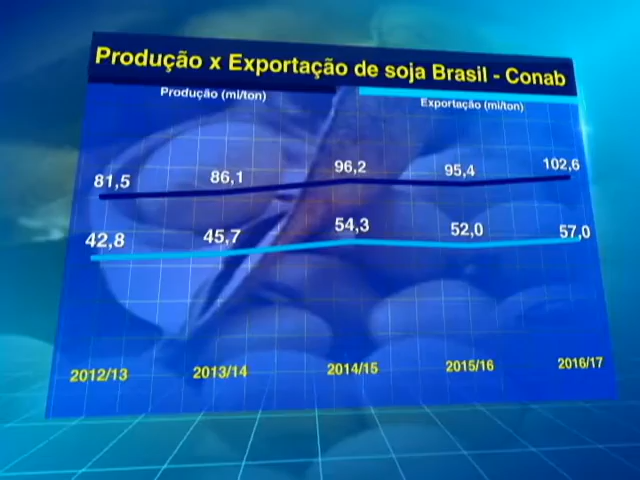 Produção x Exportação de soja Brasil - Conab
Produção (mi/ton) Exportação (mi/ton)
81,5 86,1 96,2 95,4 102,6
42,8 45,7 54,3 52,0 57,0
2012/13 2013/14 2014/15 2015/16 2016/17